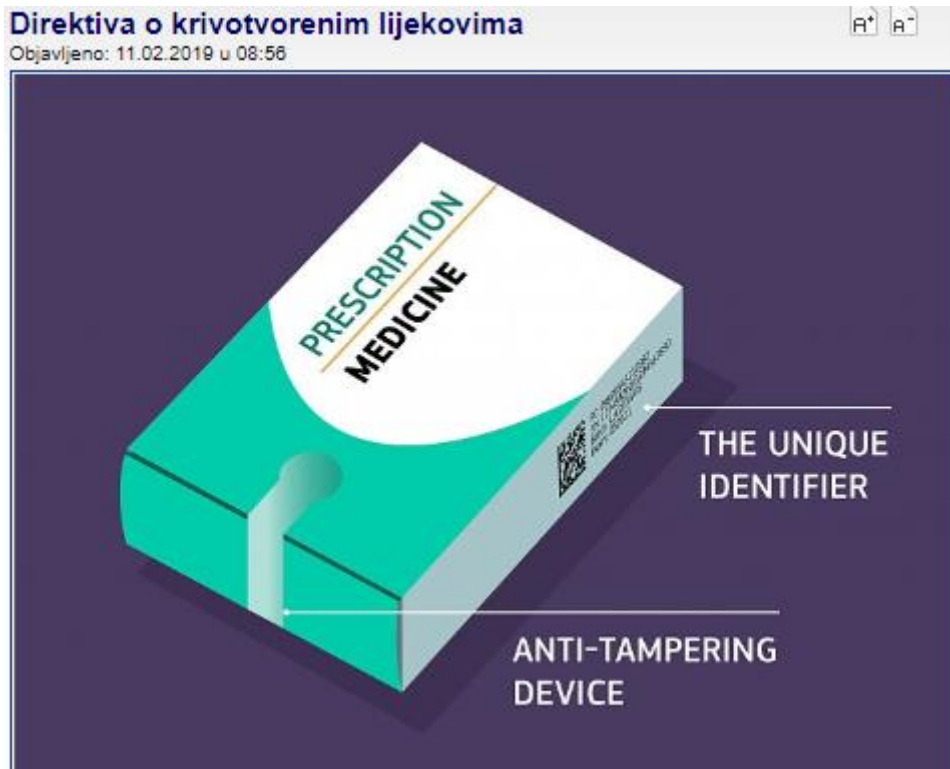 Direktiva o krivotvorenim lijekovima
Objavljeno: 11.02.2019 u 08:56
A+ A-
PRESCRIPTION
MEDICINE
THE UNIQUE
IDENTIFIER
ANTI-TAMPERING
DEVICE